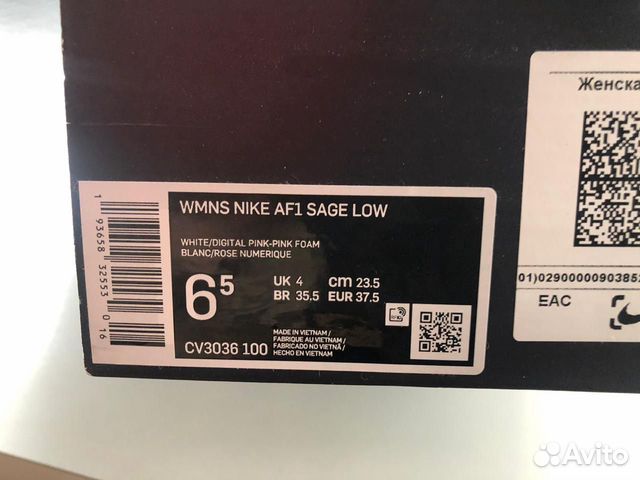 WMNS NIKE AF1 SAGE LOW
WHITE/DIGITAL PINK-PINK FOAM
BLANC/ROSE NUMERIQUE
6 5
UK 4 cm 23.5
BR 35.5 EUR 37.5
CV3036 100
MADE IN VIETNAM /
FABRIQUE AU VIETNAM /
FABRICADO NO VIETNÃ /
HECHO EN VIETNAM
1 93658 32553 0 16
Женска
01)0290000090385
EAC
Avito